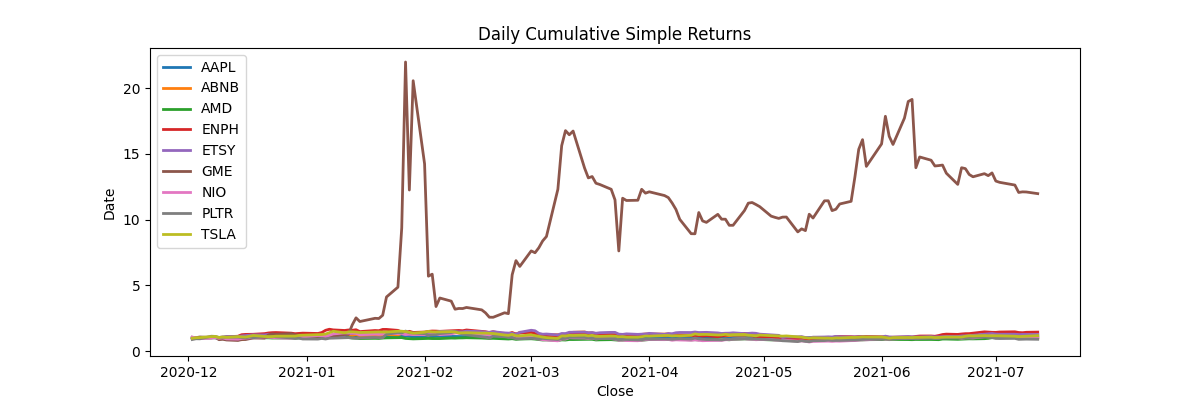 Daily Cumulative Simple Returns
AAPL
ABNB
AMD
ENPH
ETSY
GME
NIO
PLTR
TSLA
Date
20
15
10
5
0
2020-12 2021-01 2021-02 2021-03 2021-04 2021-05 2021-06 2021-07
Close